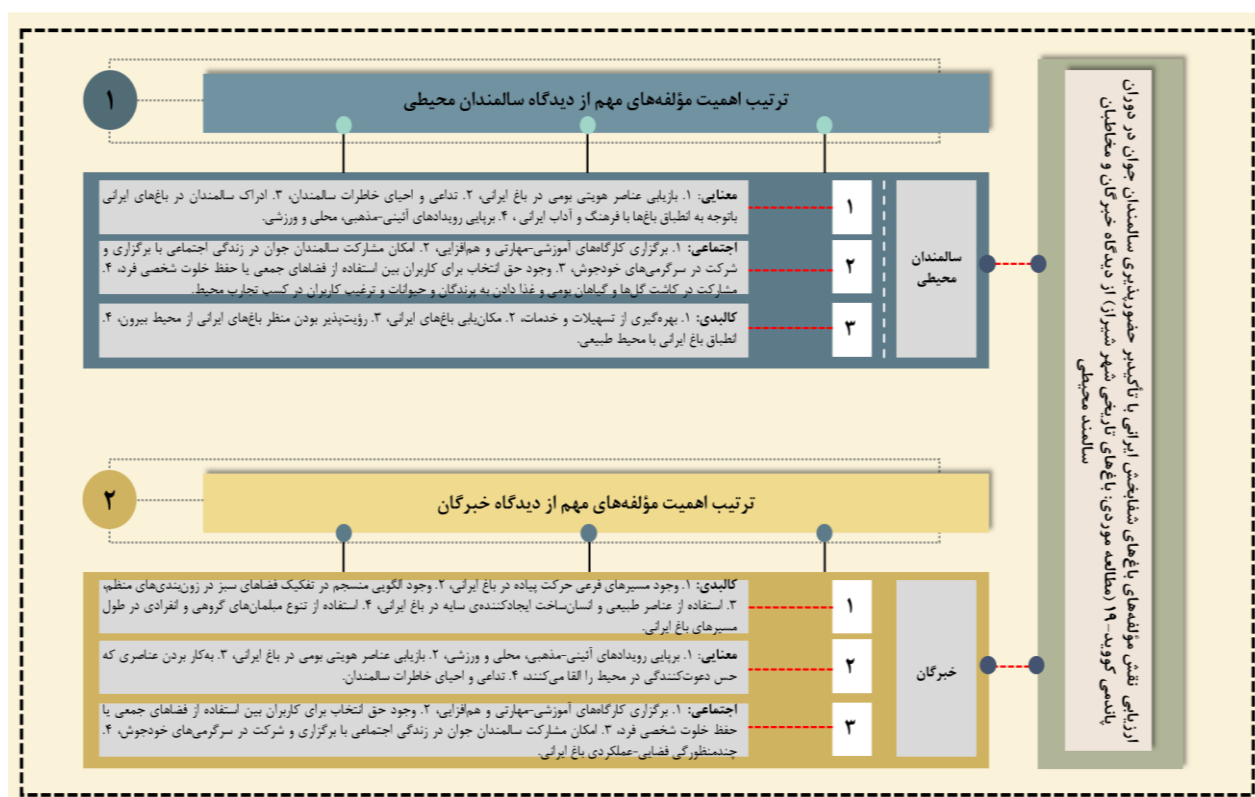 ارزیابی نقش مؤلفه‌های باغ‌های شفابخش ایرانی با تأکیدبر حضورپذیری سالمندان جوان در دوران
پاندمی کووید-۱۹ (مطالعه موردی: باغ‌های تاریخی شهر شیراز) از دیدگاه خبرگان و مخاطبان
سالمند محیطی
۱
ترتیب اهمیت مؤلفه‌های مهم از دیدگاه سالمندان محیطی
سالمندان
محیطی
۱
معنایی: ۱. بازیابی عناصر هویتی بومی در باغ ایرانی، ۲. تداعی و احیای خاطرات سالمندان، ۳. ادراک سالمندان در باغ‌های ایرانی
باتوجه به انطباق باغ‌ها با فرهنگ و آداب ایرانی ، ۴. برپایی رویدادهای آئینی-مذهبی، محلی و ورزشی.
۲
اجتماعی: ۱. برگزاری کارگاه‌های آموزشی-مهارتی و هم‌افزایی، ۲. امکان مشارکت سالمندان جوان در زندگی اجتماعی با برگزاری و
شرکت در سرگرمی‌های خودجوش، ۳. وجود حق انتخاب برای کاربران بین استفاده از فضاهای جمعی یا حفظ خلوت شخصی فرد، ۴.
مشارکت در کاشت گل‌ها و گیاهان بومی و غذا دادن به پرندگان و حیوانات و ترغیب کاربران در کسب تجارب محیط.
۳
کالبدی: ۱. بهره‌گیری از تسهیلات و خدمات، ۲. مکان‌یابی باغ‌های ایرانی، ۳. رؤیت‌پذیر بودن منظر باغ‌های ایرانی از محیط بیرون، ۴.
انطباق باغ ایرانی با محیط طبیعی.
۲
ترتیب اهمیت مؤلفه‌های مهم از دیدگاه خبرگان
خبرگان
۱
کالبدی: ۱. وجود مسیرهای فرعی حرکت پیاده در باغ ایرانی، ۲. وجود الگویی منسجم در تفکیک فضاهای سبز در زون‌بندی‌های منظم،
۳. استفاده از عناصر طبیعی و انسان‌ساخت ایجادکننده‌ی سایه در باغ ایرانی، ۴. استفاده از تنوع مبلمان‌های گروهی و انفرادی در طول
مسیرهای باغ ایرانی.
۲
معنایی: ۱. برپایی رویدادهای آئینی-مذهبی، محلی و ورزشی، ۲. بازیابی عناصر هویتی بومی در باغ ایرانی، ۳. به‌کار بردن عناصری که
حس دعوت‌کنندگی در محیط را القا می‌کنند، ۴. تداعی و احیای خاطرات سالمندان.
۳
اجتماعی: ۱. برگزاری کارگاه‌های آموزشی-مهارتی و هم‌افزایی، ۲. وجود حق انتخاب برای کاربران بین استفاده از فضاهای جمعی یا
حفظ خلوت شخصی فرد، ۳. امکان مشارکت سالمندان جوان در زندگی اجتماعی با برگزاری و شرکت در سرگرمی‌های خودجوش، ۴.
چندمنظورگی فضایی-عملکردی باغ ایرانی.